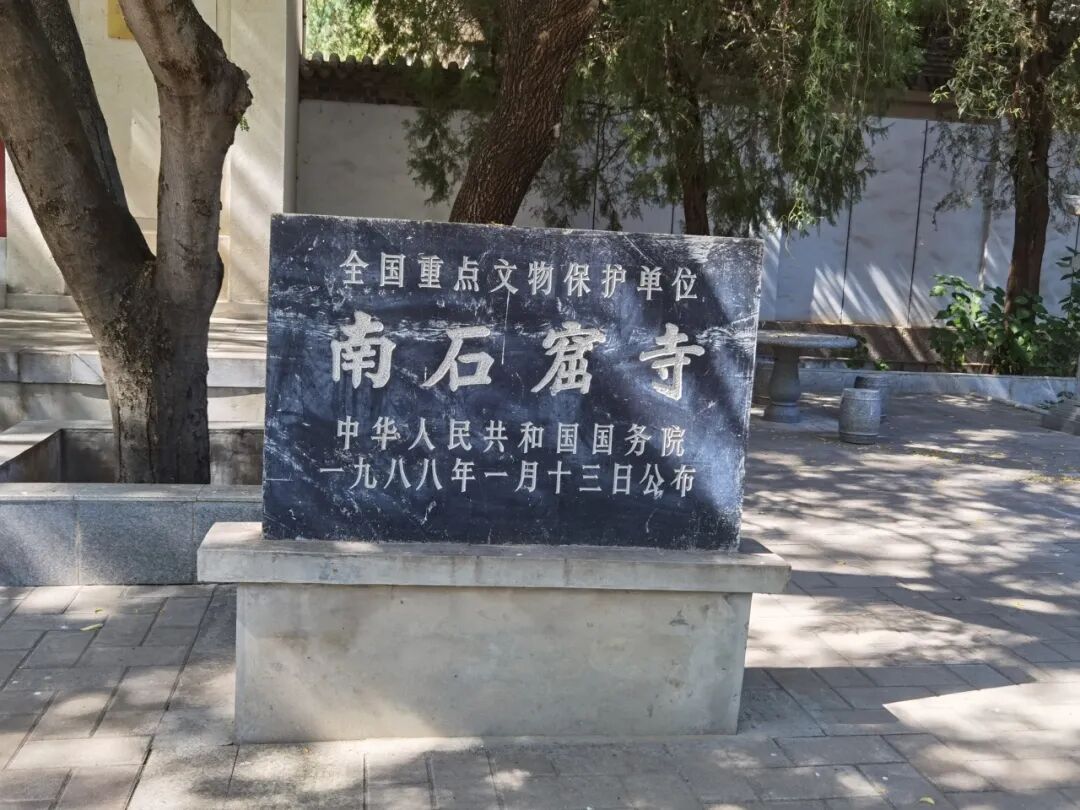 全国重点文物保护单位
南石窟寺
中华人民共和国国务院
一九八八年一月十三日公布